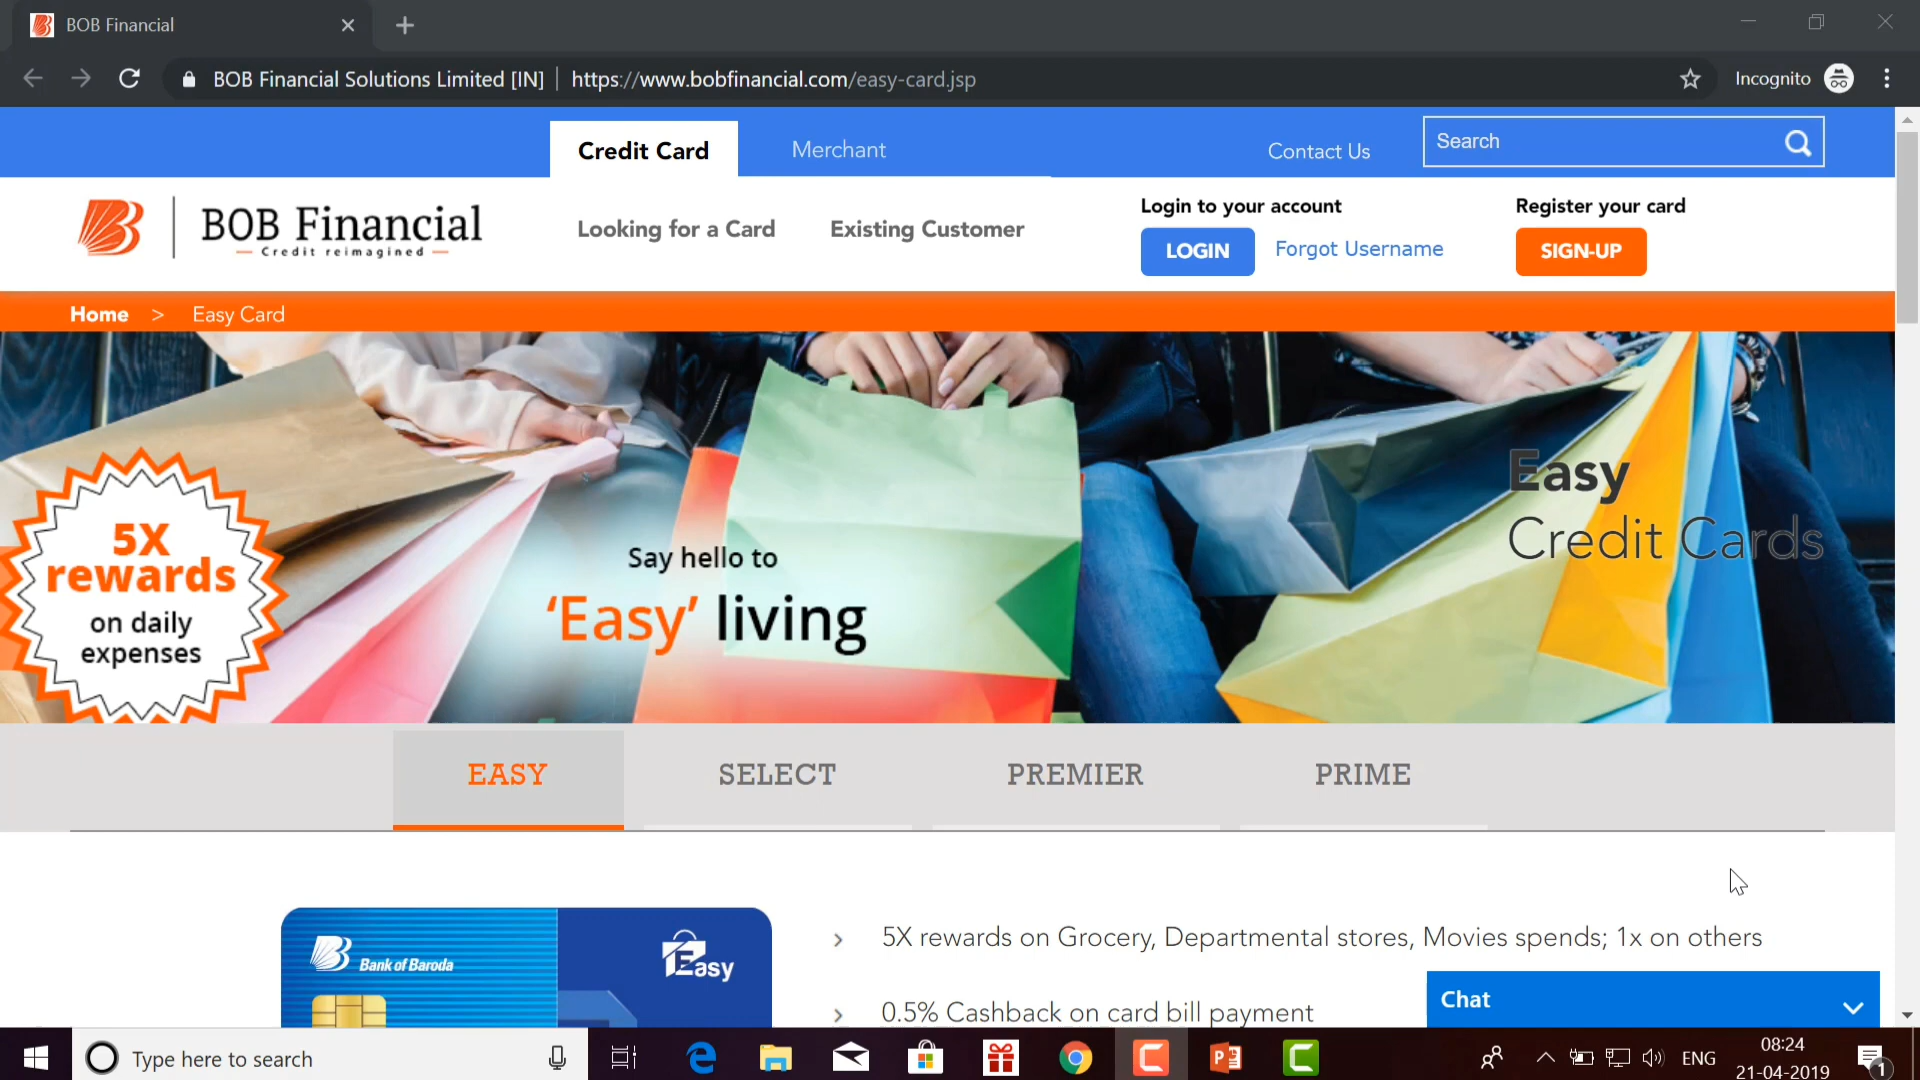 BOB Financial
BOB Financial Solutions Limited [IN] | https://www.bobfinancial.com/easy-card.jsp
Incognito
Credit Card
Merchant
Contact Us
Search
BOB Financial
Credit reimagined
Looking for a Card
Existing Customer
Login to your account
LOGIN
Forgot Username
Register your card
SIGN-UP
Home > Easy Card
5X
rewards
on daily
expenses
Say hello to
‘Easy’ living
Easy
Credit Cards
EASY
SELECT
PREMIER
PRIME
Bank of Baroda
Easy
5X rewards on Grocery, Departmental stores, Movies spends; 1x on others
0.5% Cashback on card bill payment
Chat
Type here to search
ENG
08:24
21-04-2019
1